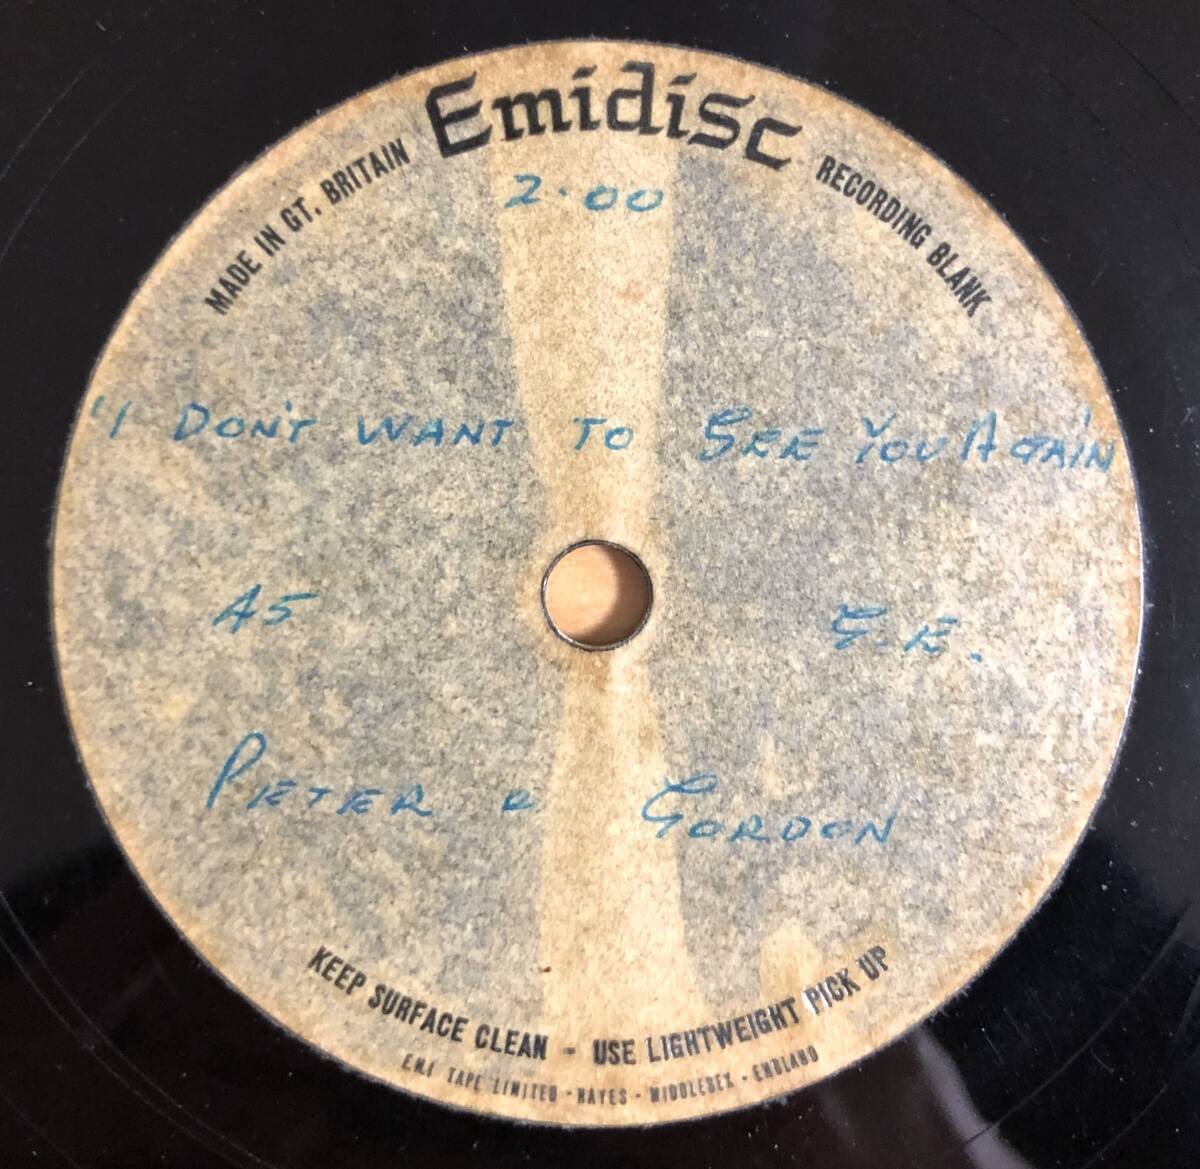 Emidisc
MADE IN GT. BRITAIN
RECORDING BLANK
2.00
"I DON'T WANT TO SEE YOU AGAIN
45
G.E.
PETER & GORDON
KEEP SURFACE CLEAN - USE LIGHTWEIGHT PICK UP
E.M.I TAPE LIMITED - HAYES - MIDDLESEX - ENGLAND